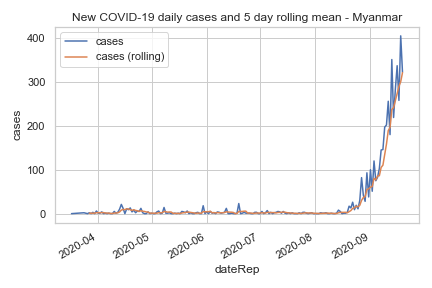 New COVID-19 daily cases and 5 day rolling mean - Myanmar
cases
cases (rolling)
400
300
200
100
0
cases
2020-04
2020-05
2020-06
2020-07
2020-08
2020-09
dateRep